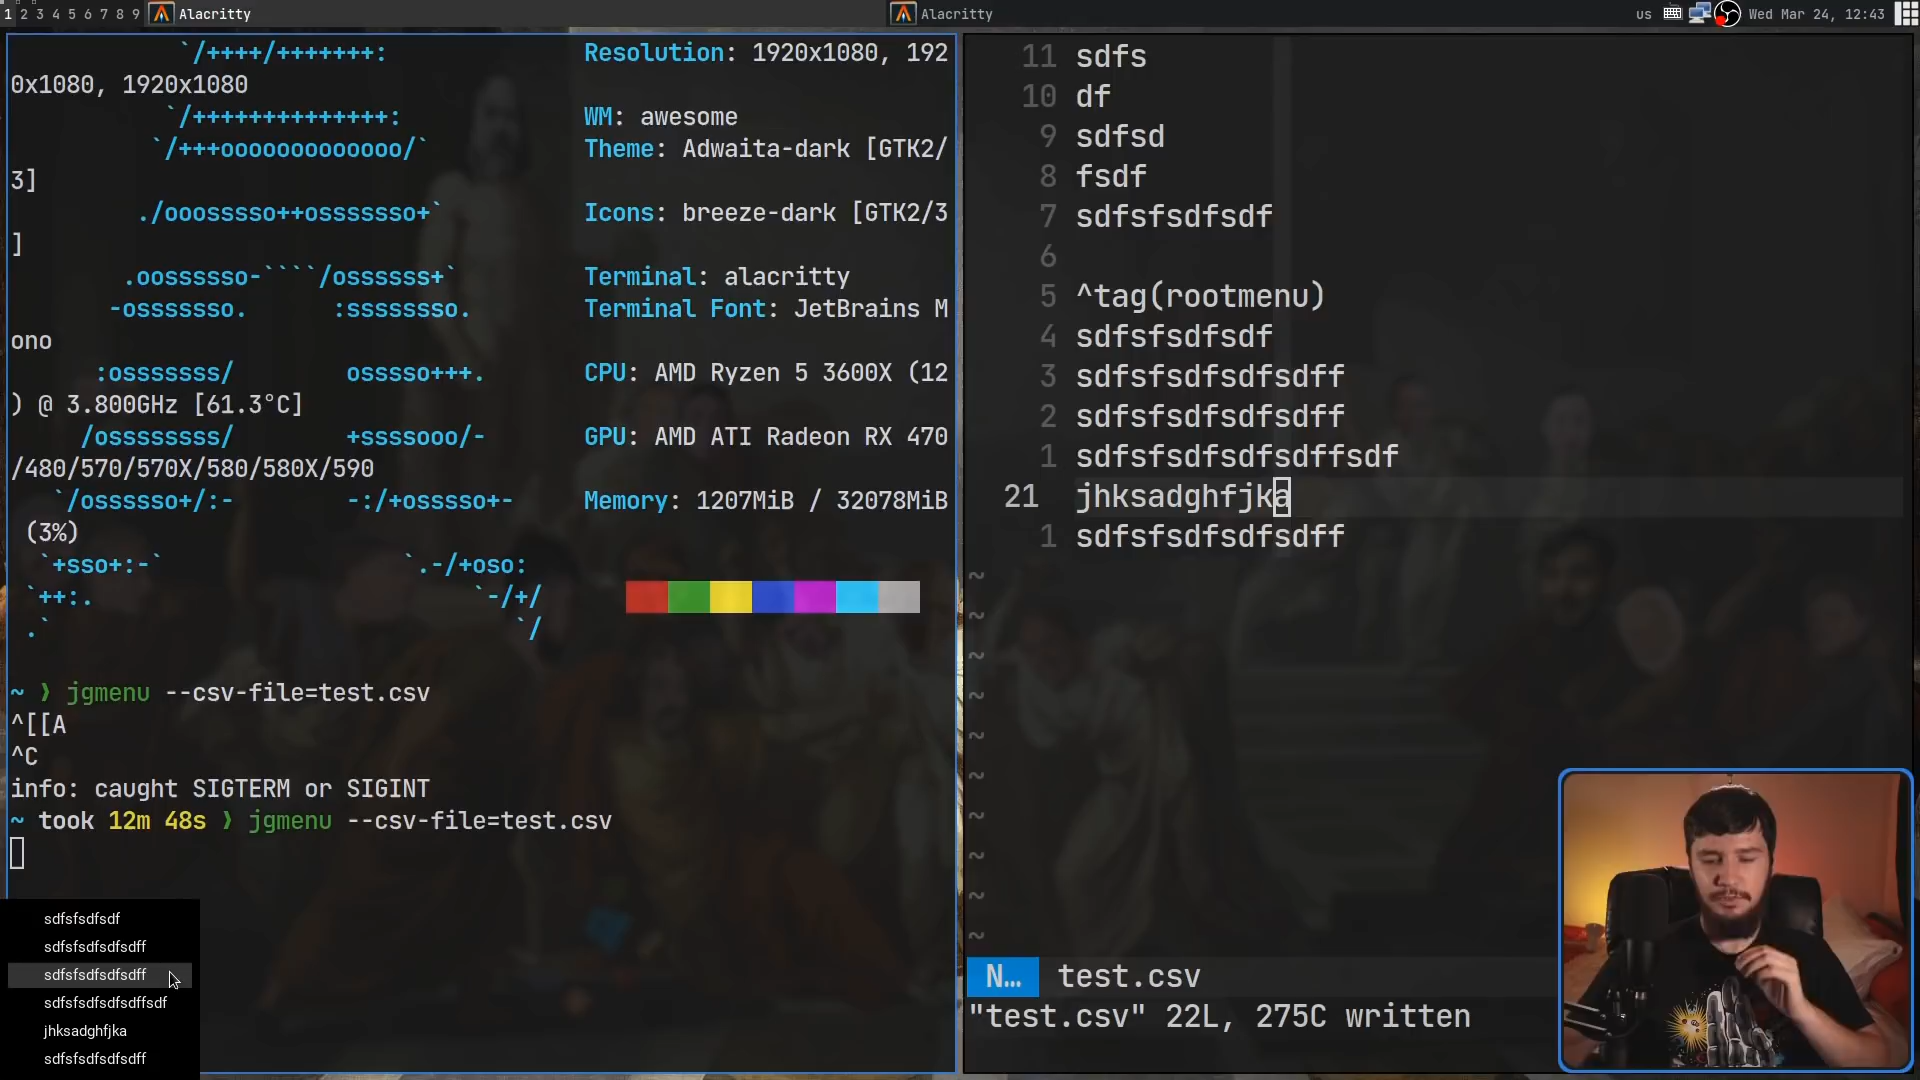 1 2 3 4 5 6 7 8 9 Alacritty Alacritty us Wed Mar 24, 12:43
`/++++/+++++++: Resolution: 1920x1080, 192
0x1080, 1920x1080
`/++++++++++++++: WM: awesome
`/+++ooooooooooooo/` Theme: Adwaita-dark [GTK2/
3]
./ooosssso++osssssso+` Icons: breeze-dark [GTK2/3
]
.oossssso-````/ossssss+` Terminal: alacritty
-osssssso. :ssssssso. Terminal Font: JetBrains M
ono
:osssssss/ osssso+++. CPU: AMD Ryzen 5 3600X (12
) @ 3.800GHz [61.3°C]
/ossssssss/ +ssssooo/- GPU: AMD ATI Radeon RX 470
/480/570/570X/580/580X/590
`/ossssso+/:- -:/+osssso+- Memory: 1207MiB / 32078MiB
(3%)
`+sso+:-` `.-/+oso:
`++:. `-/+/
.` `/
~ ❯ jgmenu --csv-file=test.csv
^[[A
^C
info: caught SIGTERM or SIGINT
~ took 12m 48s ❯ jgmenu --csv-file=test.csv
sdfsfsdfsdf
sdfsfsdfsdfsdff
sdfsfsdfsdfsdff
sdfsfsdfsdfsdffsdf
jhksadghfjka
sdfsfsdfsdfsdff
11 sdfs
10 df
9 sdfsd
8 fsdf
7 sdfsfsdfsdf
6
5 ^tag(rootmenu)
4 sdfsfsdfsdf
3 sdfsfsdfsdfsdff
2 sdfsfsdfsdfsdff
1 sdfsfsdfsdfsdffsdf
21 jhksadghfjka
1 sdfsfsdfsdfsdff
~
~
~
~
~
~
~
~
~
~
N… test.csv
"test.csv" 22L, 275C written